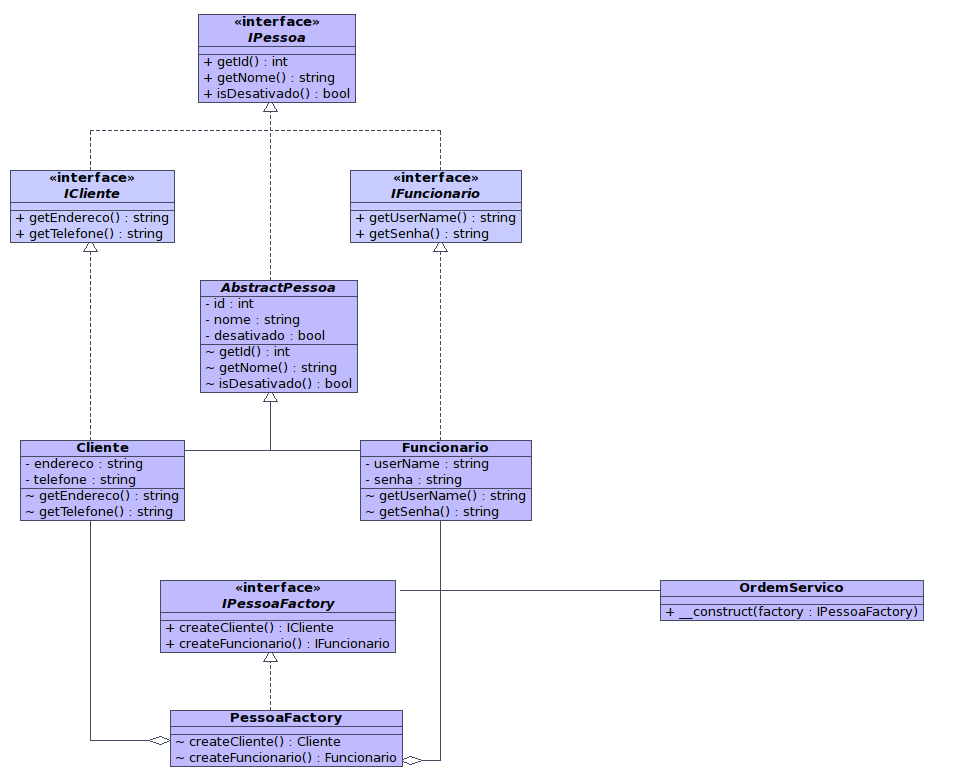 «interface»
IPessoa
+ getId() : int
+ getNome() : string
+ isDesativado() : bool
«interface»
ICliente
+ getEndereco() : string
+ getTelefone() : string
«interface»
IFuncionario
+ getUserName() : string
+ getSenha() : string
AbstractPessoa
- id : int
- nome : string
- desativado : bool
~ getId() : int
~ getNome() : string
~ isDesativado() : bool
Cliente
- endereco : string
- telefone : string
~ getEndereco() : string
~ getTelefone() : string
Funcionario
- userName : string
- senha : string
~ getUserName() : string
~ getSenha() : string
«interface»
IPessoaFactory
+ createCliente() : ICliente
+ createFuncionario() : IFuncionario
OrdemServico
+ __construct(factory : IPessoaFactory)
PessoaFactory
~ createCliente() : Cliente
~ createFuncionario() : Funcionario